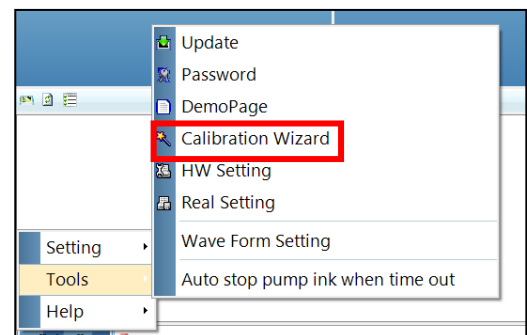 Update
Password
DemoPage
Calibration Wizard
HW Setting
Real Setting
Wave Form Setting
Auto stop pump ink when time out
Setting
Tools
Help